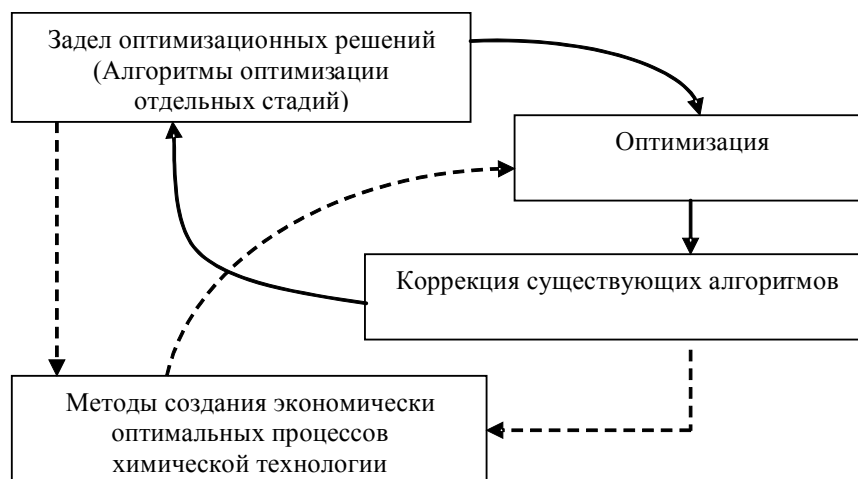 Задел оптимизационных решений
(Алгоритмы оптимизации
отдельных стадий)
Оптимизация
Коррекция существующих алгоритмов
Методы создания экономически
оптимальных процессов
химической технологии